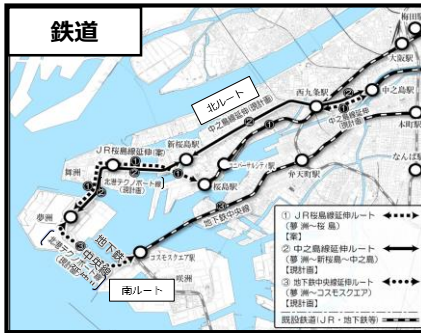 鉄道
梅田駅
大阪駅
北ルート
西九条駅
中之島駅
中之島線延伸
(現計画)
中之島線延伸
(現計画)
本町駅
JR桜島線延伸(案)
新桜島駅
ユニバーサルシティ駅
なんば駅
舞洲
北港テクノポート線
(現計画)
桜島駅
弁天町駅
夢洲
地下鉄中央線
地下鉄
中央線
北港テクノポート線
(現計画)
コスモスクエア駅
咲洲
南ルート
① JR桜島線延伸ルート
(夢洲~桜島)
【案】
② 中之島線延伸ルート
(夢洲~新桜島~中之島)
【現計画】
③ 地下鉄中央線延伸ルート
(夢洲~コスモスクエア)
【現計画】
既設鉄道(JR・地下鉄等)